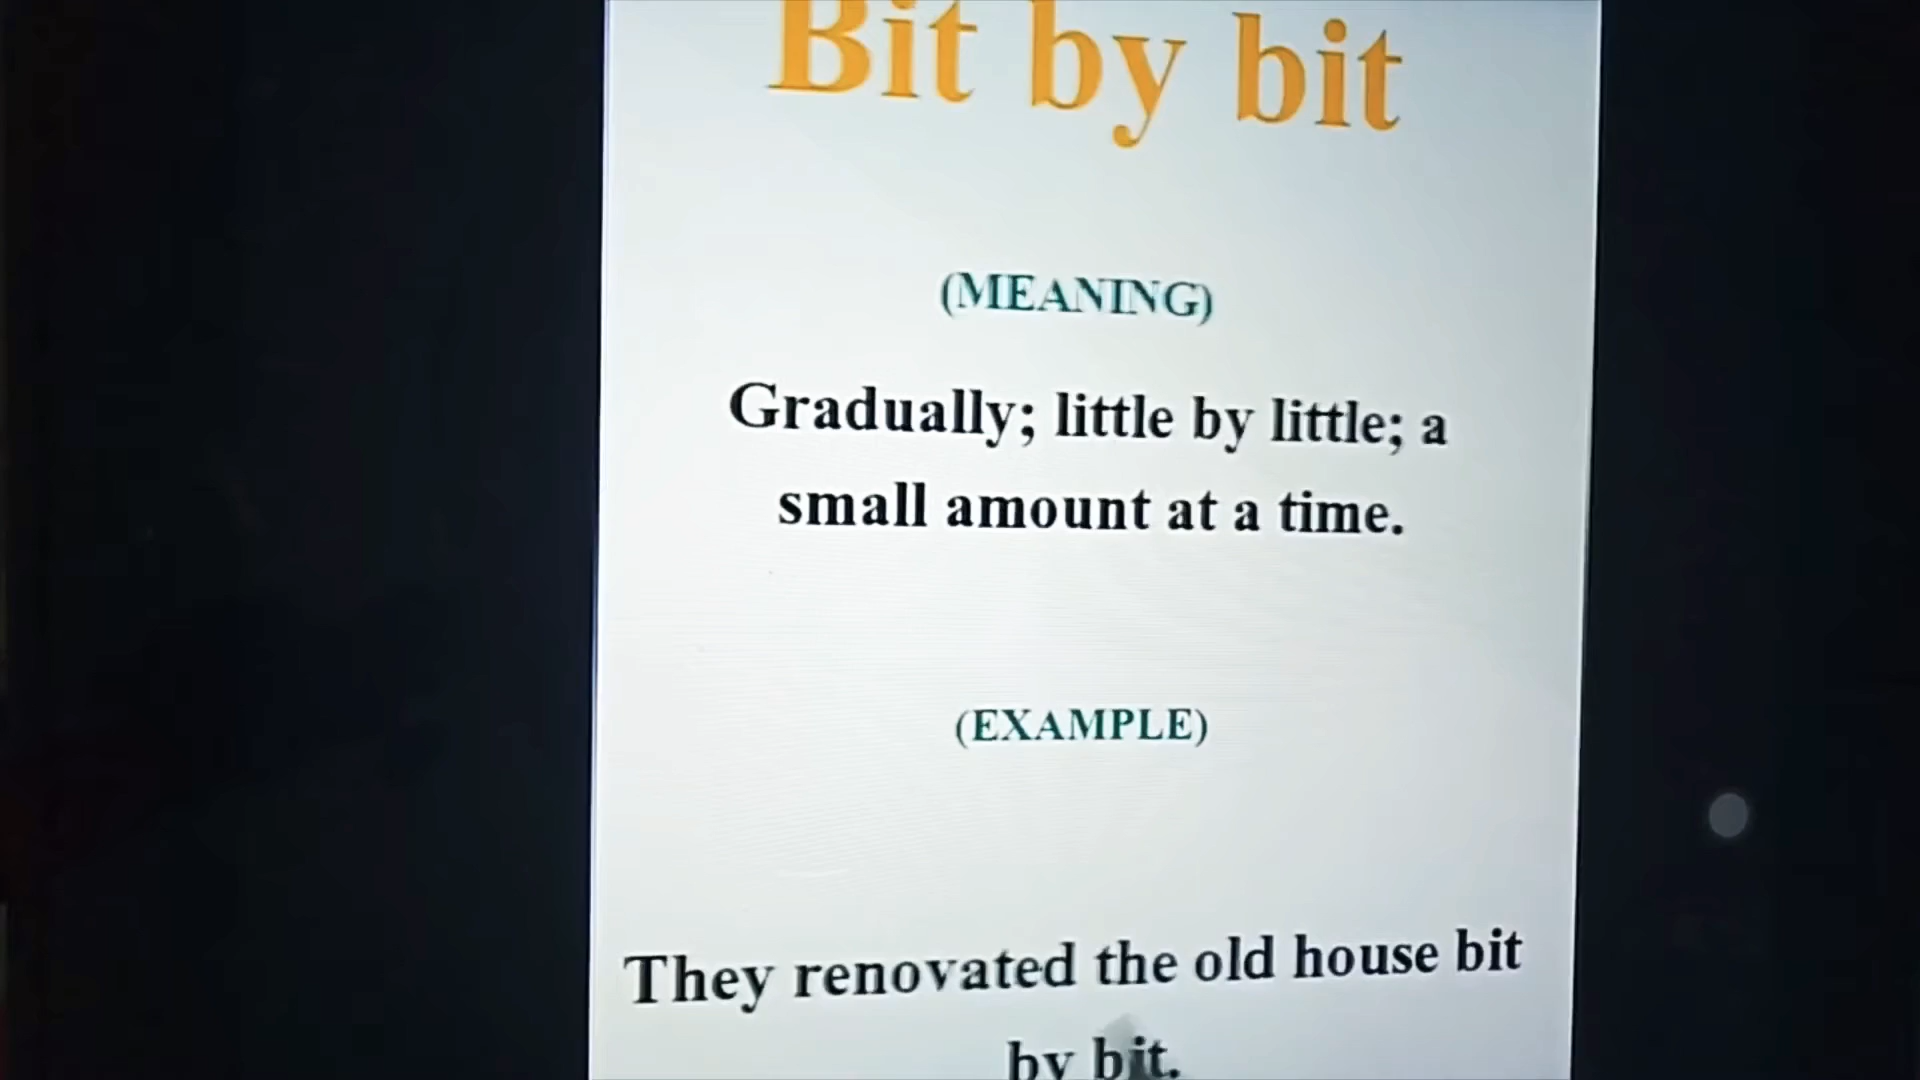 Bit by bit
(MEANING)
Gradually; little by little; a
small amount at a time.
(EXAMPLE)
They renovated the old house bit
by bit.